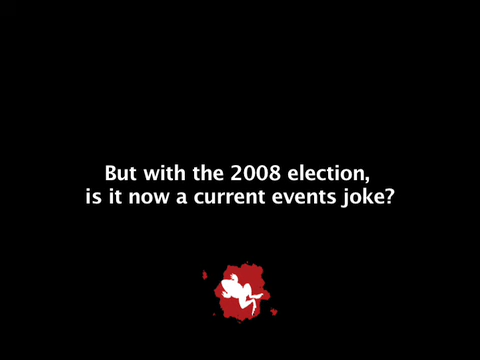 But with the 2008 election,
is it now a current events joke?